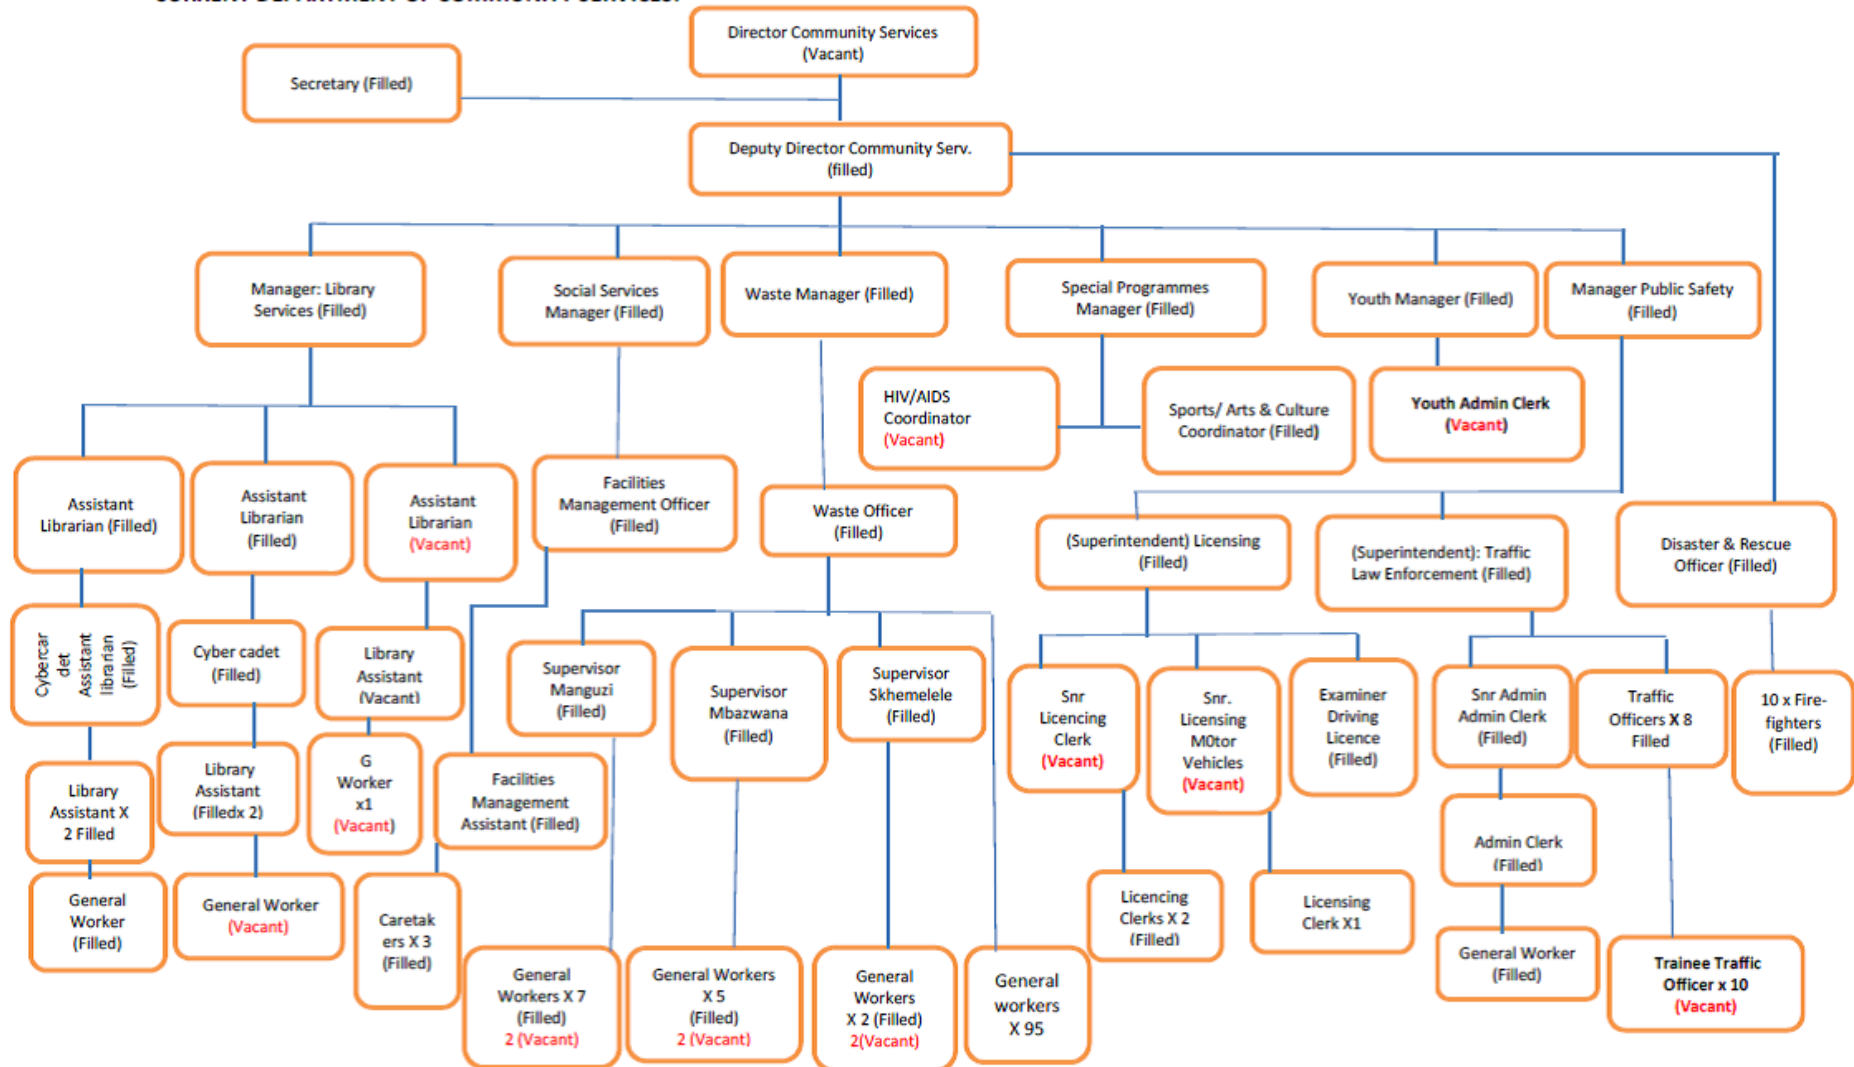 CURRENT DEPARTMENT OF COMMUNITY SERVICES:
Director Community Services
(Vacant)
Secretary (Filled)
Deputy Director Community Serv.
(filled)
Manager: Library
Services (Filled)
Social Services
Manager (Filled)
Waste Manager (Filled)
Special Programmes
Manager (Filled)
Youth Manager (Filled)
Manager Public Safety
(Filled)
HIV/AIDS
Coordinator
(Vacant)
Sports/ Arts & Culture
Coordinator (Filled)
Youth Admin Clerk
(Vacant)
Assistant
Librarian (Filled)
Assistant
Librarian
(Filled)
Assistant
Librarian
(Vacant)
Facilities
Management Officer
(Filled)
Waste Officer
(Filled)
(Superintendent) Licensing
(Filled)
(Superintendent): Traffic
Law Enforcement (Filled)
Disaster & Rescue
Officer (Filled)
Cybercar
det
Assistant
librarian
(Filled)
Cyber cadet
(Filled)
Library
Assistant
(Vacant)
Supervisor
Manguzi
(Filled)
Supervisor
Mbazwana
(Filled)
Supervisor
Skhemelele
(Filled)
Snr
Licencing
Clerk
(Vacant)
Snr.
Licensing
M0tor
Vehicles
(Vacant)
Examiner
Driving
Licence
(Filled)
Snr Admin
Admin Clerk
(Filled)
Traffic
Officers X 8
Filled
10 x Fire-
fighters
(Filled)
Library
Assistant X
2 Filled
Library
Assistant
(Filledx 2)
G
Worker
x1
(Vacant)
Facilities
Management
Assistant (Filled)
Admin Clerk
(Filled)
General
Worker
(Filled)
General Worker
(Vacant)
Caretak
ers X 3
(Filled)
Licencing
Clerks X 2
(Filled)
Licensing
Clerk X1
General Worker
(Filled)
Trainee Traffic
Officer x 10
(Vacant)
General
Workers X 7
(Filled)
2 (Vacant)
General Workers
X 5
(Filled)
2 (Vacant)
General
Workers
X 2 (Filled)
2(Vacant)
General
workers
X 95